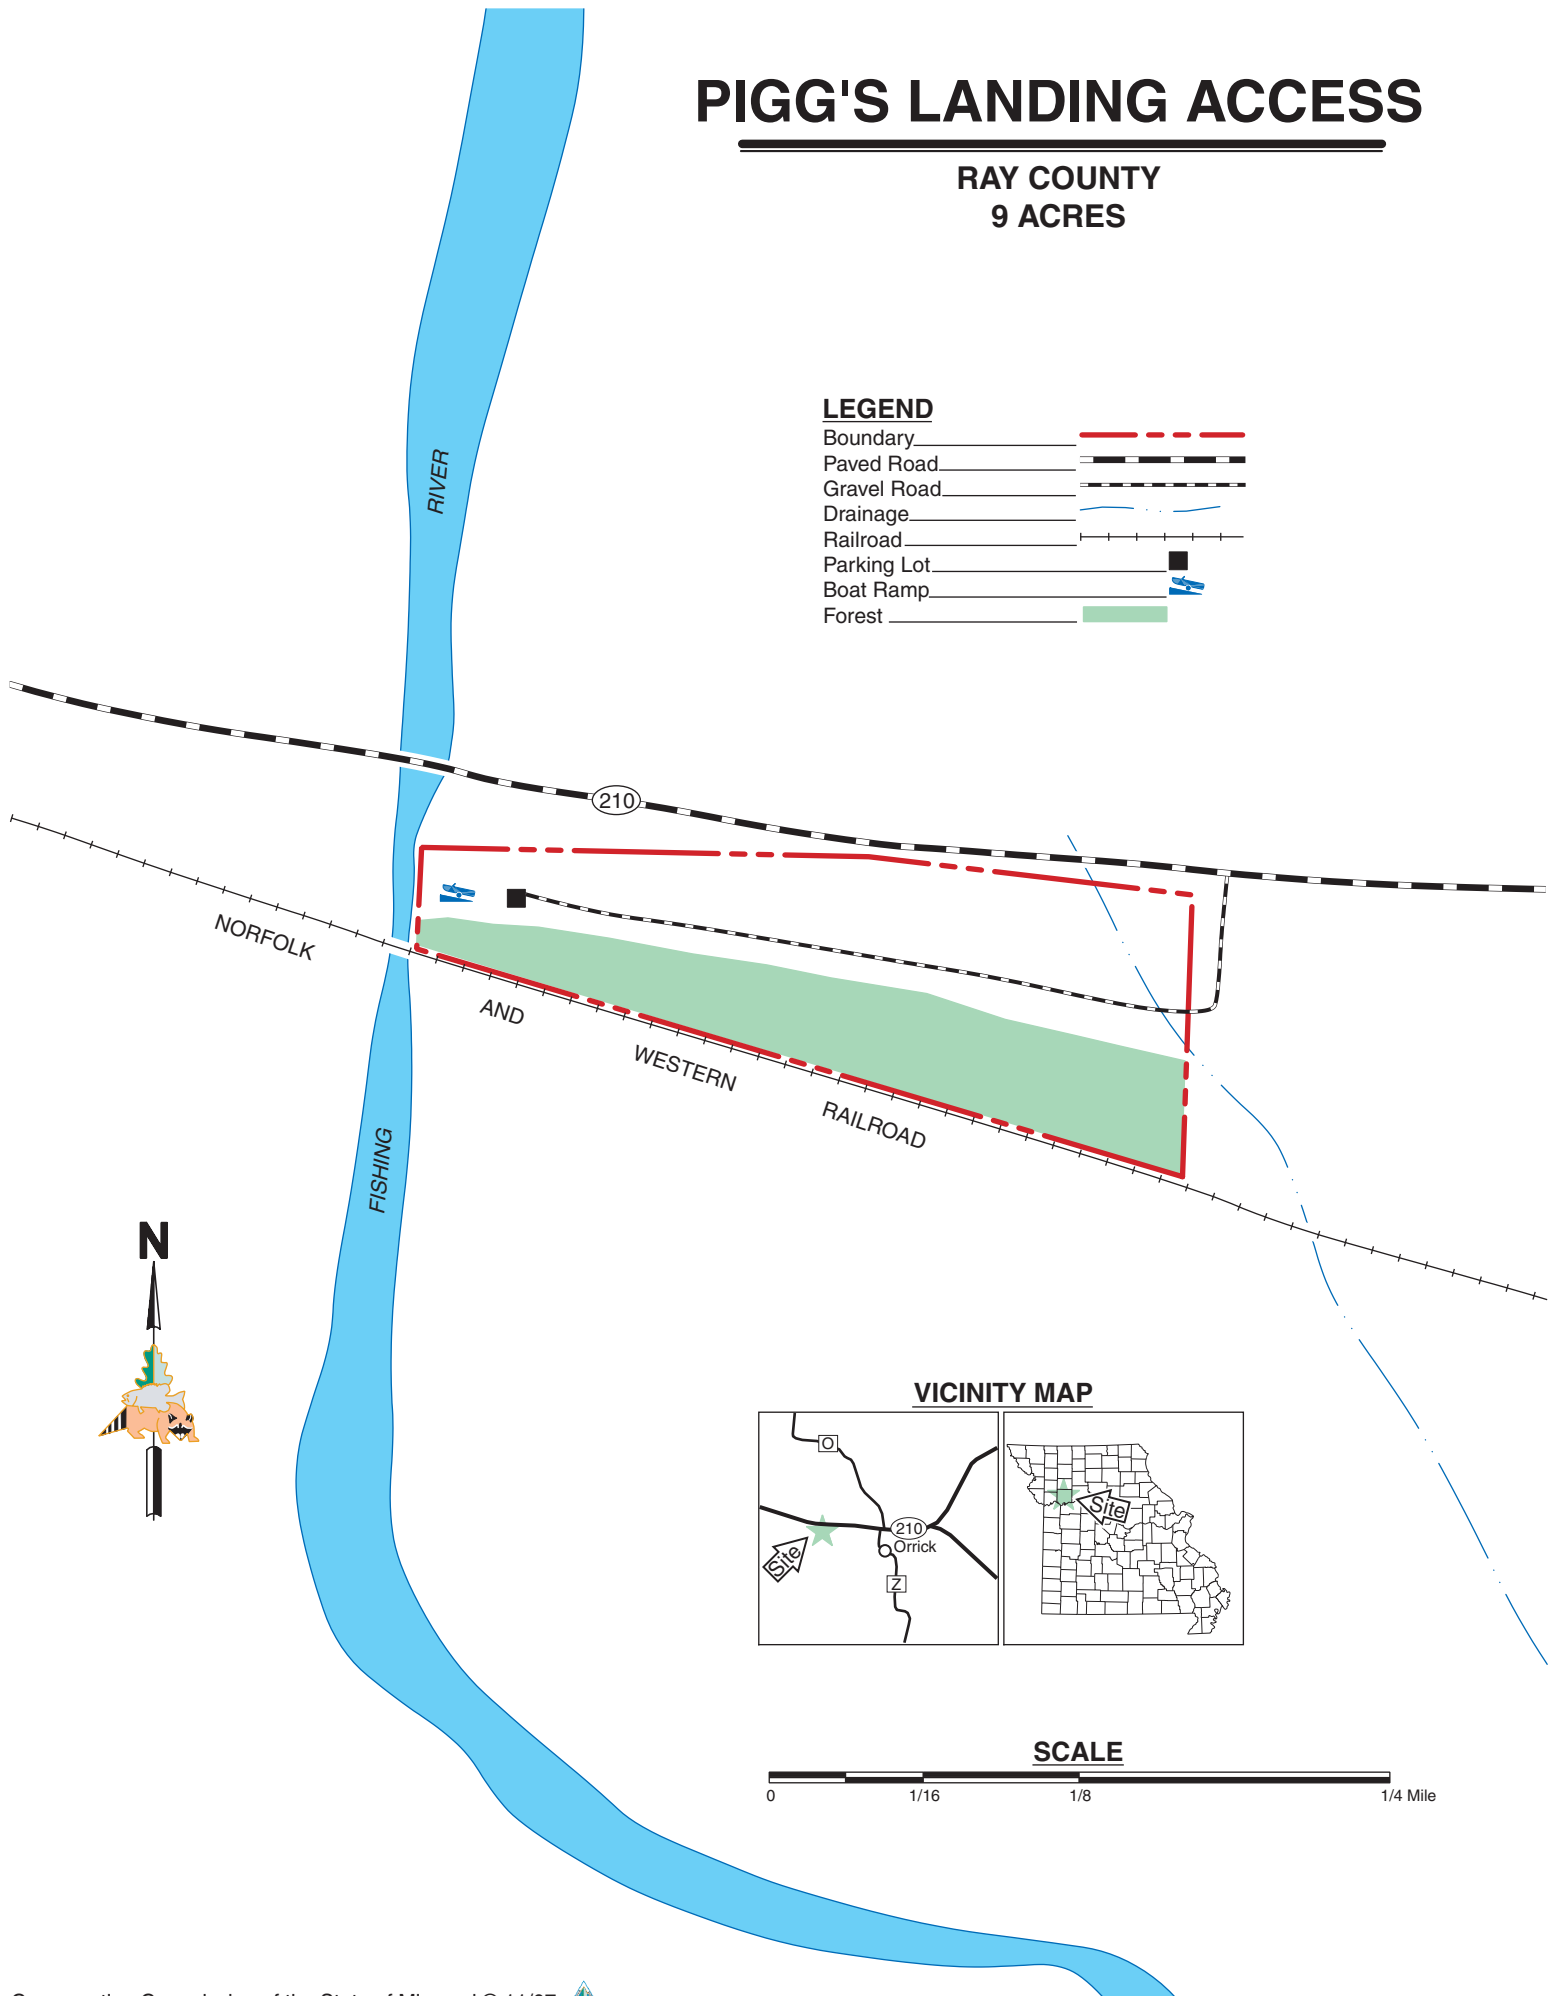 PIGG'S LANDING ACCESS
RAY COUNTY
9 ACRES
RIVER
LEGEND
Boundary
Paved Road
Gravel Road
Drainage
Railroad
Parking Lot
Boat Ramp
Forest
210
NORFOLK
AND
WESTERN
RAILROAD
FISHING
N
VICINITY MAP
O
210
Orrick
Site
Z
Site
SCALE
0 1/16 1/8 1/4 Mile